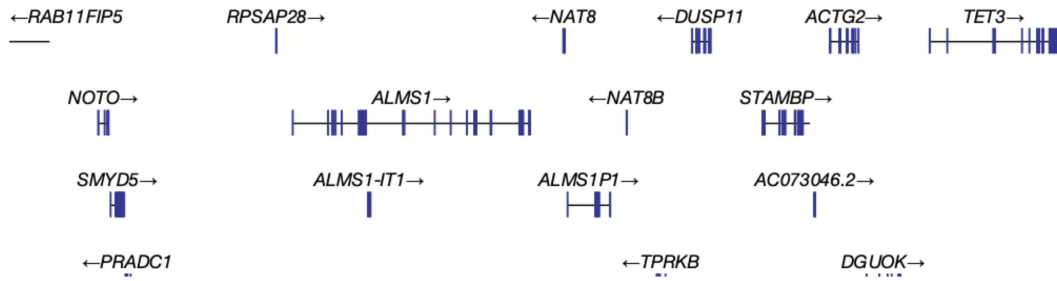 ←RAB11FIP5 RPSAP28→ ←NAT8 ←DUSP11 ACTG2→ TET3→
NOTO→ ALMS1→ ←NAT8B STAMBP→
SMYD5→ ALMS1-IT1→ ALMS1P1→ AC073046.2→
←PRADC1 ←TPRKB DGUOK→